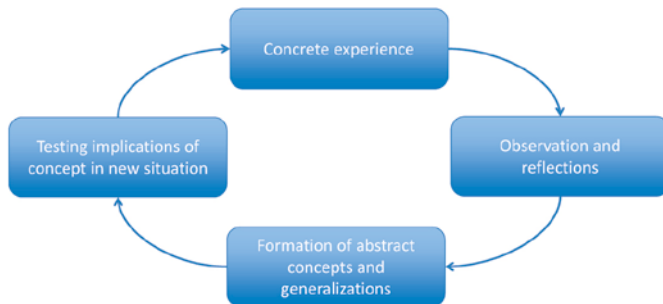 Concrete experience
Observation and
reflections
Formation of abstract
concepts and
generalizations
Testing implications of
concept in new situation